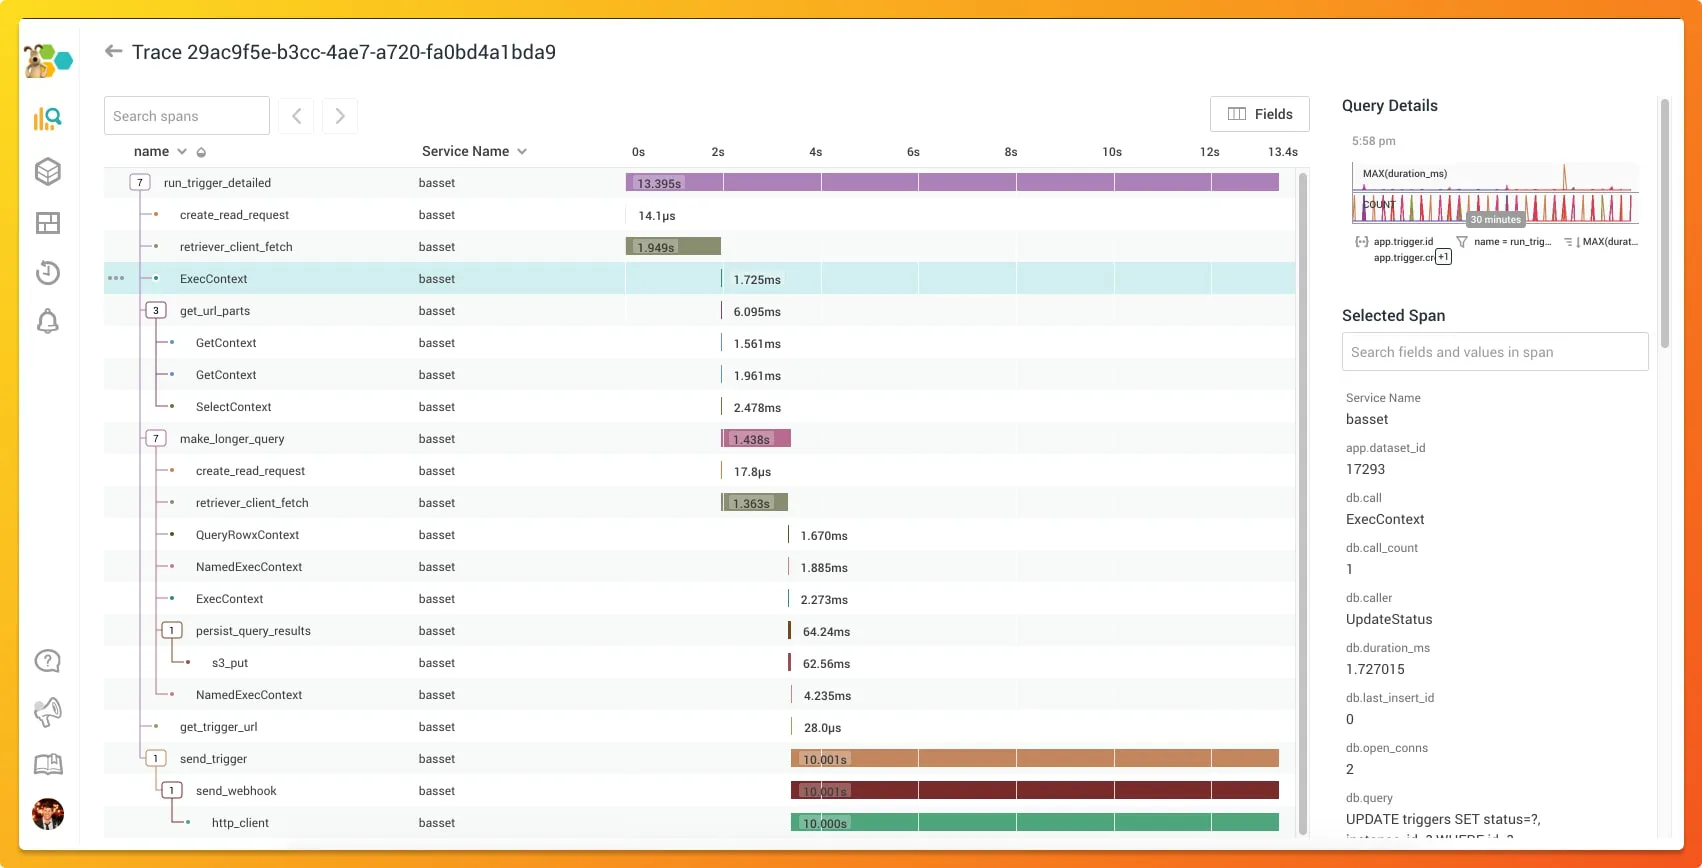 Trace 29ac9f5e-b3cc-4ae7-a720-fa0bd4a1bda9
Search spans
Fields
name Service Name 0s 2s 4s 6s 8s 10s 12s 13.4s
7 run_trigger_detailed basset 13.395s
create_read_request basset 14.1µs
retriever_client_fetch basset 1.949s
ExecContext basset 1.725ms
3 get_url_parts basset 6.095ms
GetContext basset 1.561ms
GetContext basset 1.961ms
SelectContext basset 2.478ms
7 make_longer_query basset 1.438s
create_read_request basset 17.8µs
retriever_client_fetch basset 1.363s
QueryRowxContext basset 1.670ms
NamedExecContext basset 1.885ms
ExecContext basset 2.273ms
1 persist_query_results basset 64.24ms
s3_put basset 62.56ms
NamedExecContext basset 4.235ms
get_trigger_url basset 28.0µs
1 send_trigger basset 10.001s
1 send_webhook basset 10.001s
http_client basset 10.000s
Query Details
5:58 pm
MAX(duration_ms)
COUNT
30 minutes
app.trigger.id name = run_trig... MAX(durat...
app.trigger.cr +1
Selected Span
Search fields and values in span
Service Name
basset
app.dataset_id
17293
db.call
ExecContext
db.call_count
1
db.caller
UpdateStatus
db.duration_ms
1.727015
db.last_insert_id
0
db.open_conns
2
db.query
UPDATE triggers SET status=?,